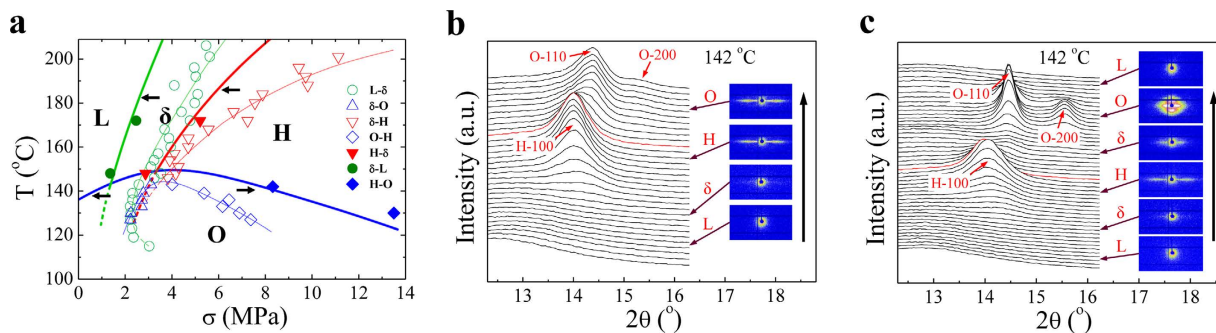 a
T (°C)
200
180
160
140
120
100
0
2
4
6
8
10
12
14
σ (MPa)
L
δ
H
O
L-δ
δ-O
δ-H
O-H
H-δ
δ-L
H-O
b
Intensity (a.u.)
O-110
O-200
142 °C
H-100
O
H
δ
L
13
14
15
16
17
18
2θ (°)
c
Intensity (a.u.)
142 °C
O-110
O-200
H-100
L
O
δ
H
δ
L
13
14
15
16
17
18
2θ (°)